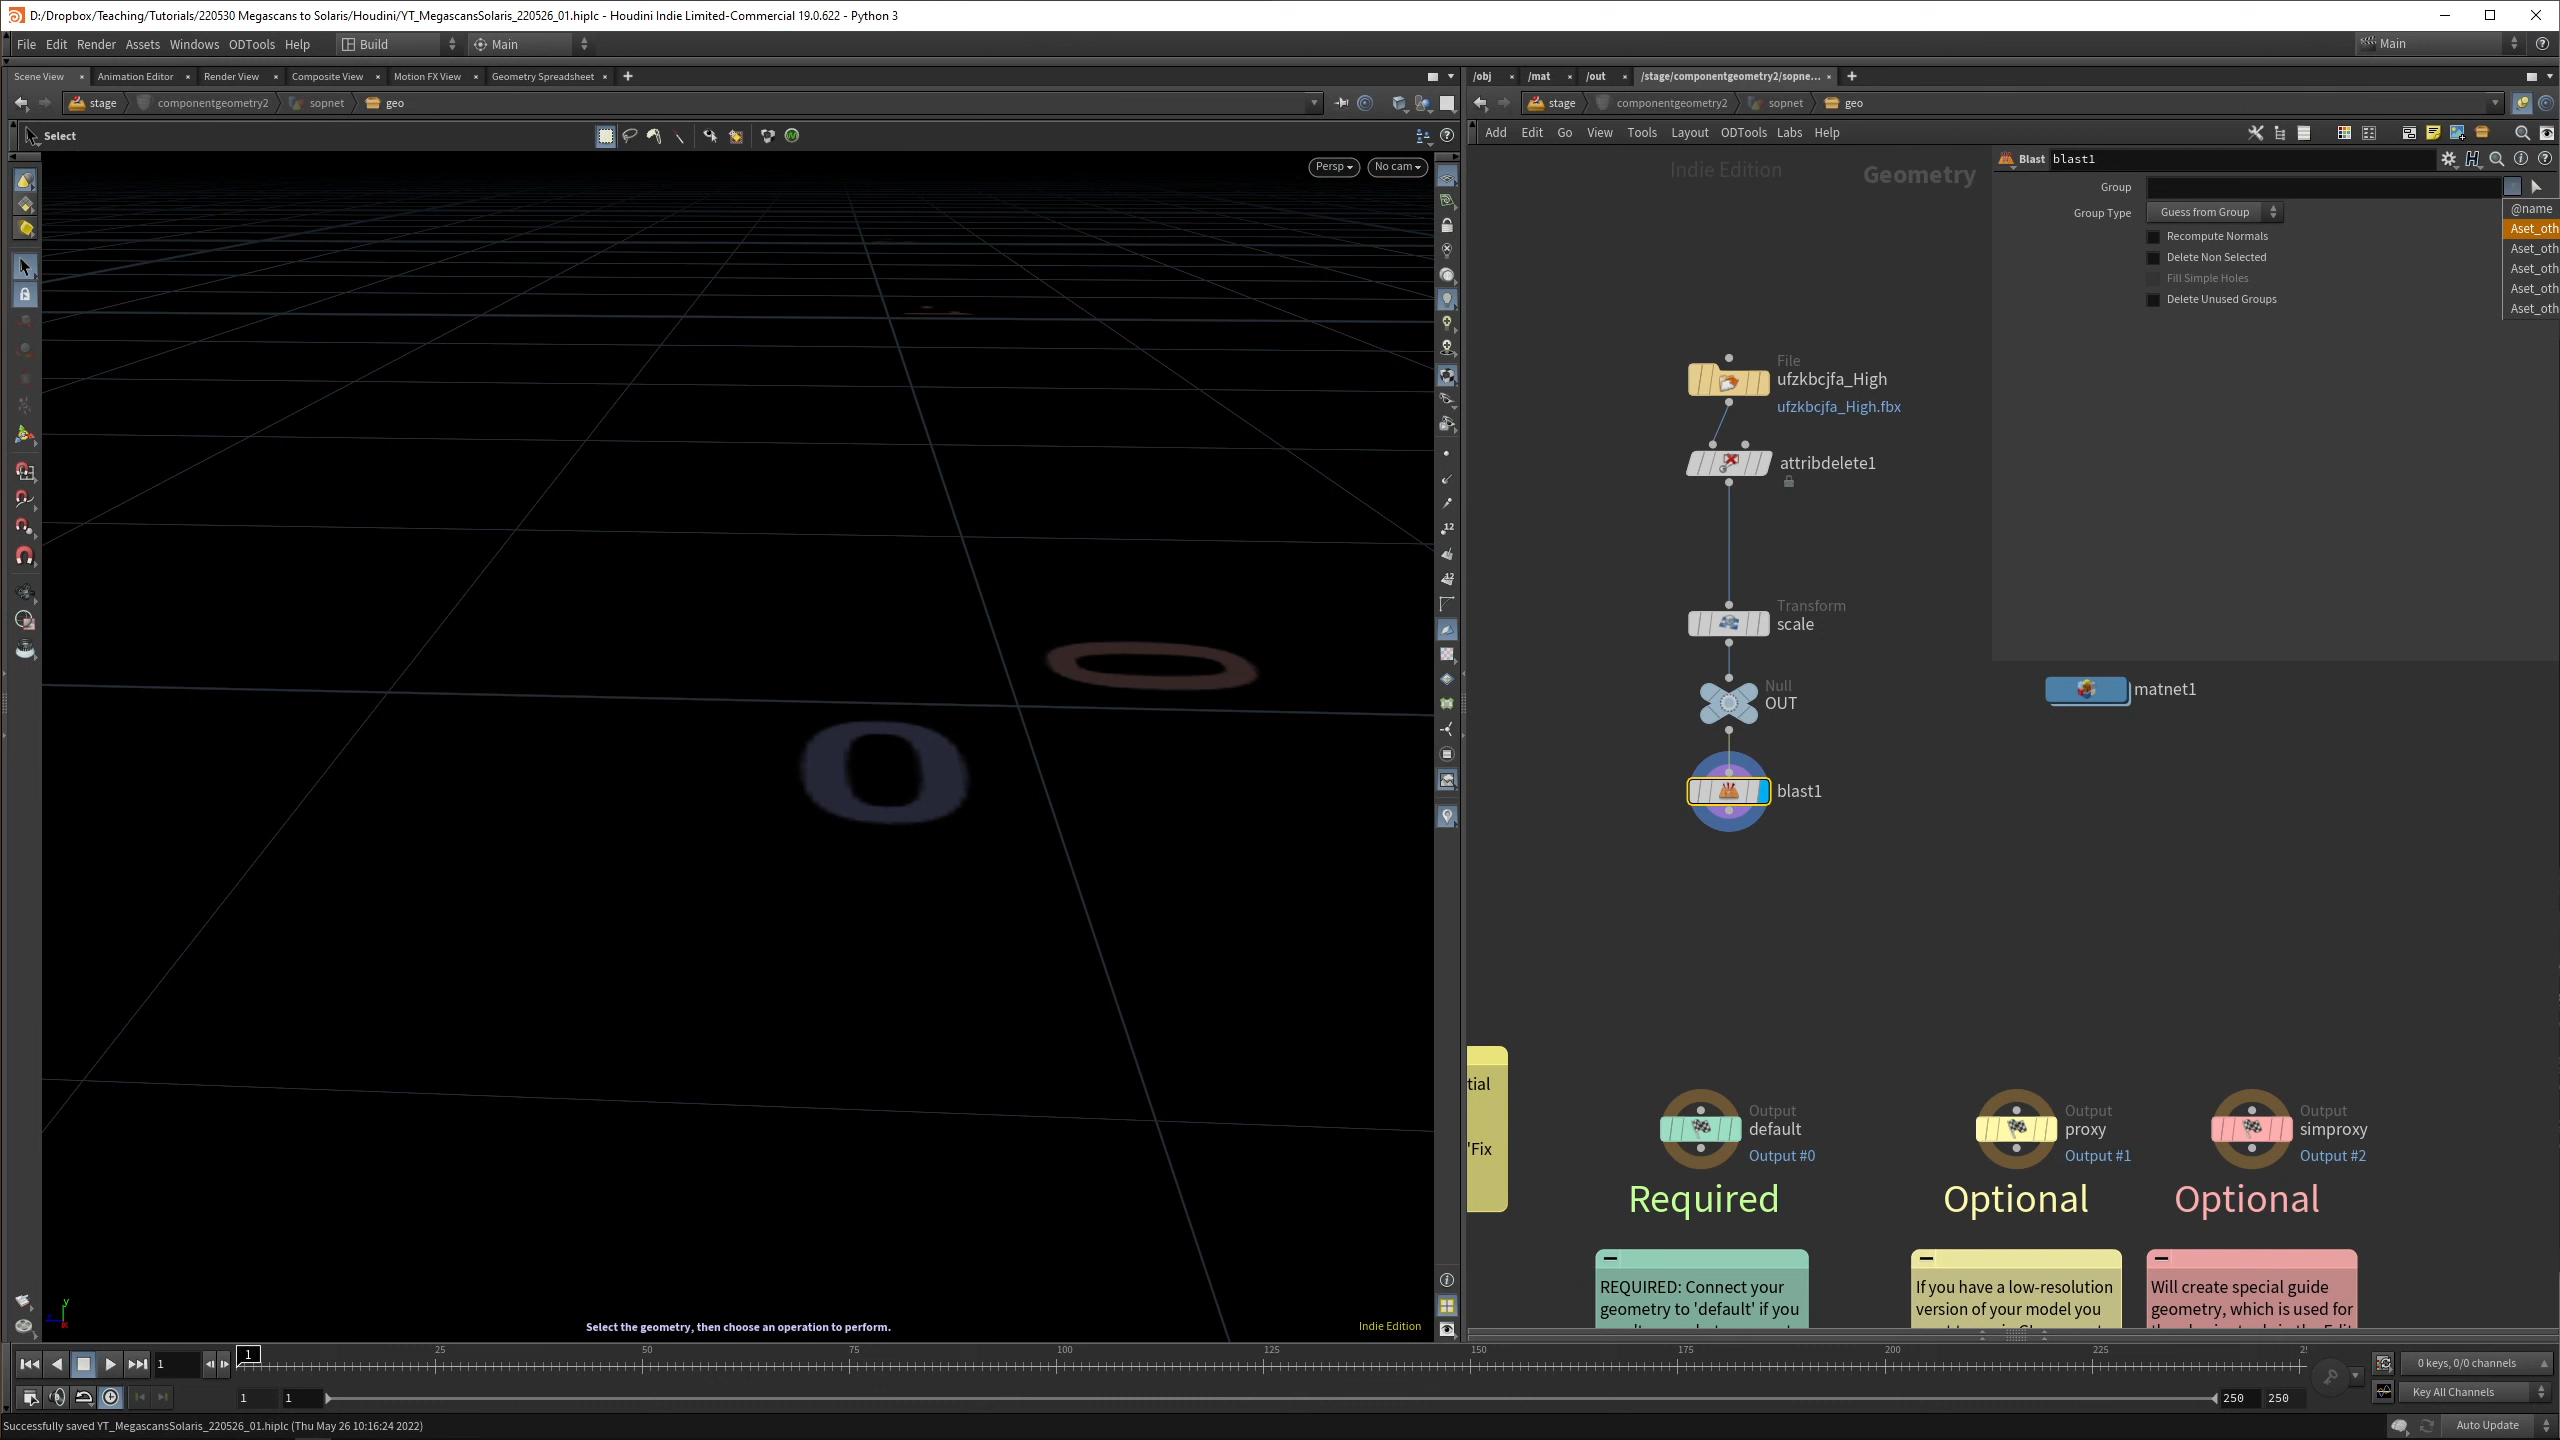 D:/Dropbox/Teaching/Tutorials/220530 Megascans to Solaris/Houdini/YT_MegascansSolaris_220526_01.hiplc - Houdini Indie Limited-Commercial 19.0.622 - Python 3
File Edit Render Assets Windows ODTools Help Build Main Main
Scene View Animation Editor Render View Composite View Motion FX View Geometry Spreadsheet
/obj /mat /out /stage/componentgeometry2/sopne...
stage componentgeometry2 sopnet geo
stage componentgeometry2 sopnet geo
Select
Add Edit Go View Tools Layout ODTools Labs Help
Persp No cam
Indie Edition
Geometry
Blast blast1
Group
@name
Group Type Guess from Group
Aset_oth
Aset_oth
Aset_oth
Aset_oth
Aset_oth
Recompute Normals
Delete Non Selected
Fill Simple Holes
Delete Unused Groups
File
ufzkbcjfa_High
ufzkbcjfa_High.fbx
attribdelete1
Transform
scale
Null
OUT
matnet1
blast1
0
0
12
12
tial
'Fix
Output
default
Output #0
Required
Output
proxy
Output #1
Optional
Output
simproxy
Output #2
Optional
REQUIRED: Connect your
geometry to 'default' if you
If you have a low-resolution
version of your model you
Will create special guide
geometry, which is used for
y
Select the geometry, then choose an operation to perform.
Indie Edition
1 1 25 50 75 100 125 150 175 200 225
0 keys, 0/0 channels
1 1 250 250
Key All Channels
Successfully saved YT_MegascansSolaris_220526_01.hiplc (Thu May 26 10:16:24 2022)
Auto Update